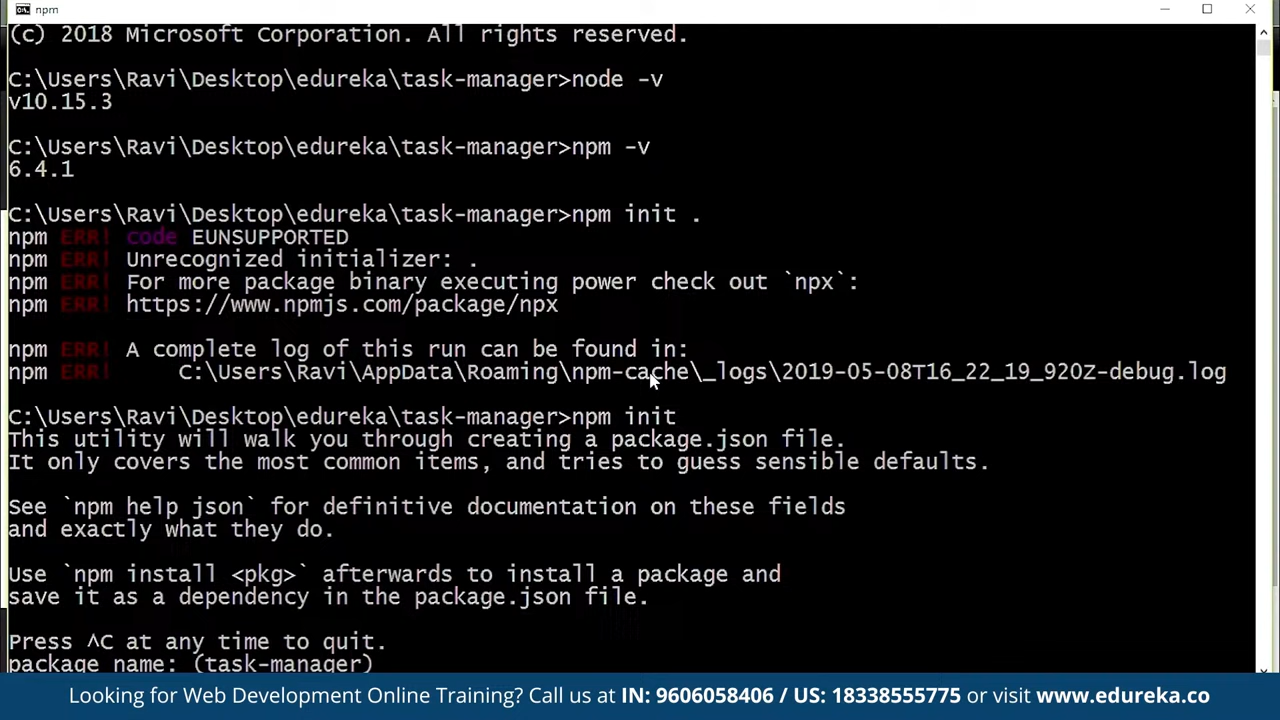 npm
(c) 2018 Microsoft Corporation. All rights reserved.
C:\Users\Ravi\Desktop\edureka\task-manager>node -v
v10.15.3
C:\Users\Ravi\Desktop\edureka\task-manager>npm -v
6.4.1
C:\Users\Ravi\Desktop\edureka\task-manager>npm init .
npm ERR! code EUNSUPPORTED
npm ERR! Unrecognized initializer: .
npm ERR! For more package binary executing power check out `npx`:
npm ERR! https://www.npmjs.com/package/npx
npm ERR! A complete log of this run can be found in:
npm ERR!     C:\Users\Ravi\AppData\Roaming\npm-cache\_logs\2019-05-08T16_22_19_920Z-debug.log
C:\Users\Ravi\Desktop\edureka\task-manager>npm init
This utility will walk you through creating a package.json file.
It only covers the most common items, and tries to guess sensible defaults.
See `npm help json` for definitive documentation on these fields
and exactly what they do.
Use `npm install <pkg>` afterwards to install a package and
save it as a dependency in the package.json file.
Press ^C at any time to quit.
package name: (task-manager)
Looking for Web Development Online Training? Call us at IN: 9606058406 / US: 18338555775 or visit www.edureka.co